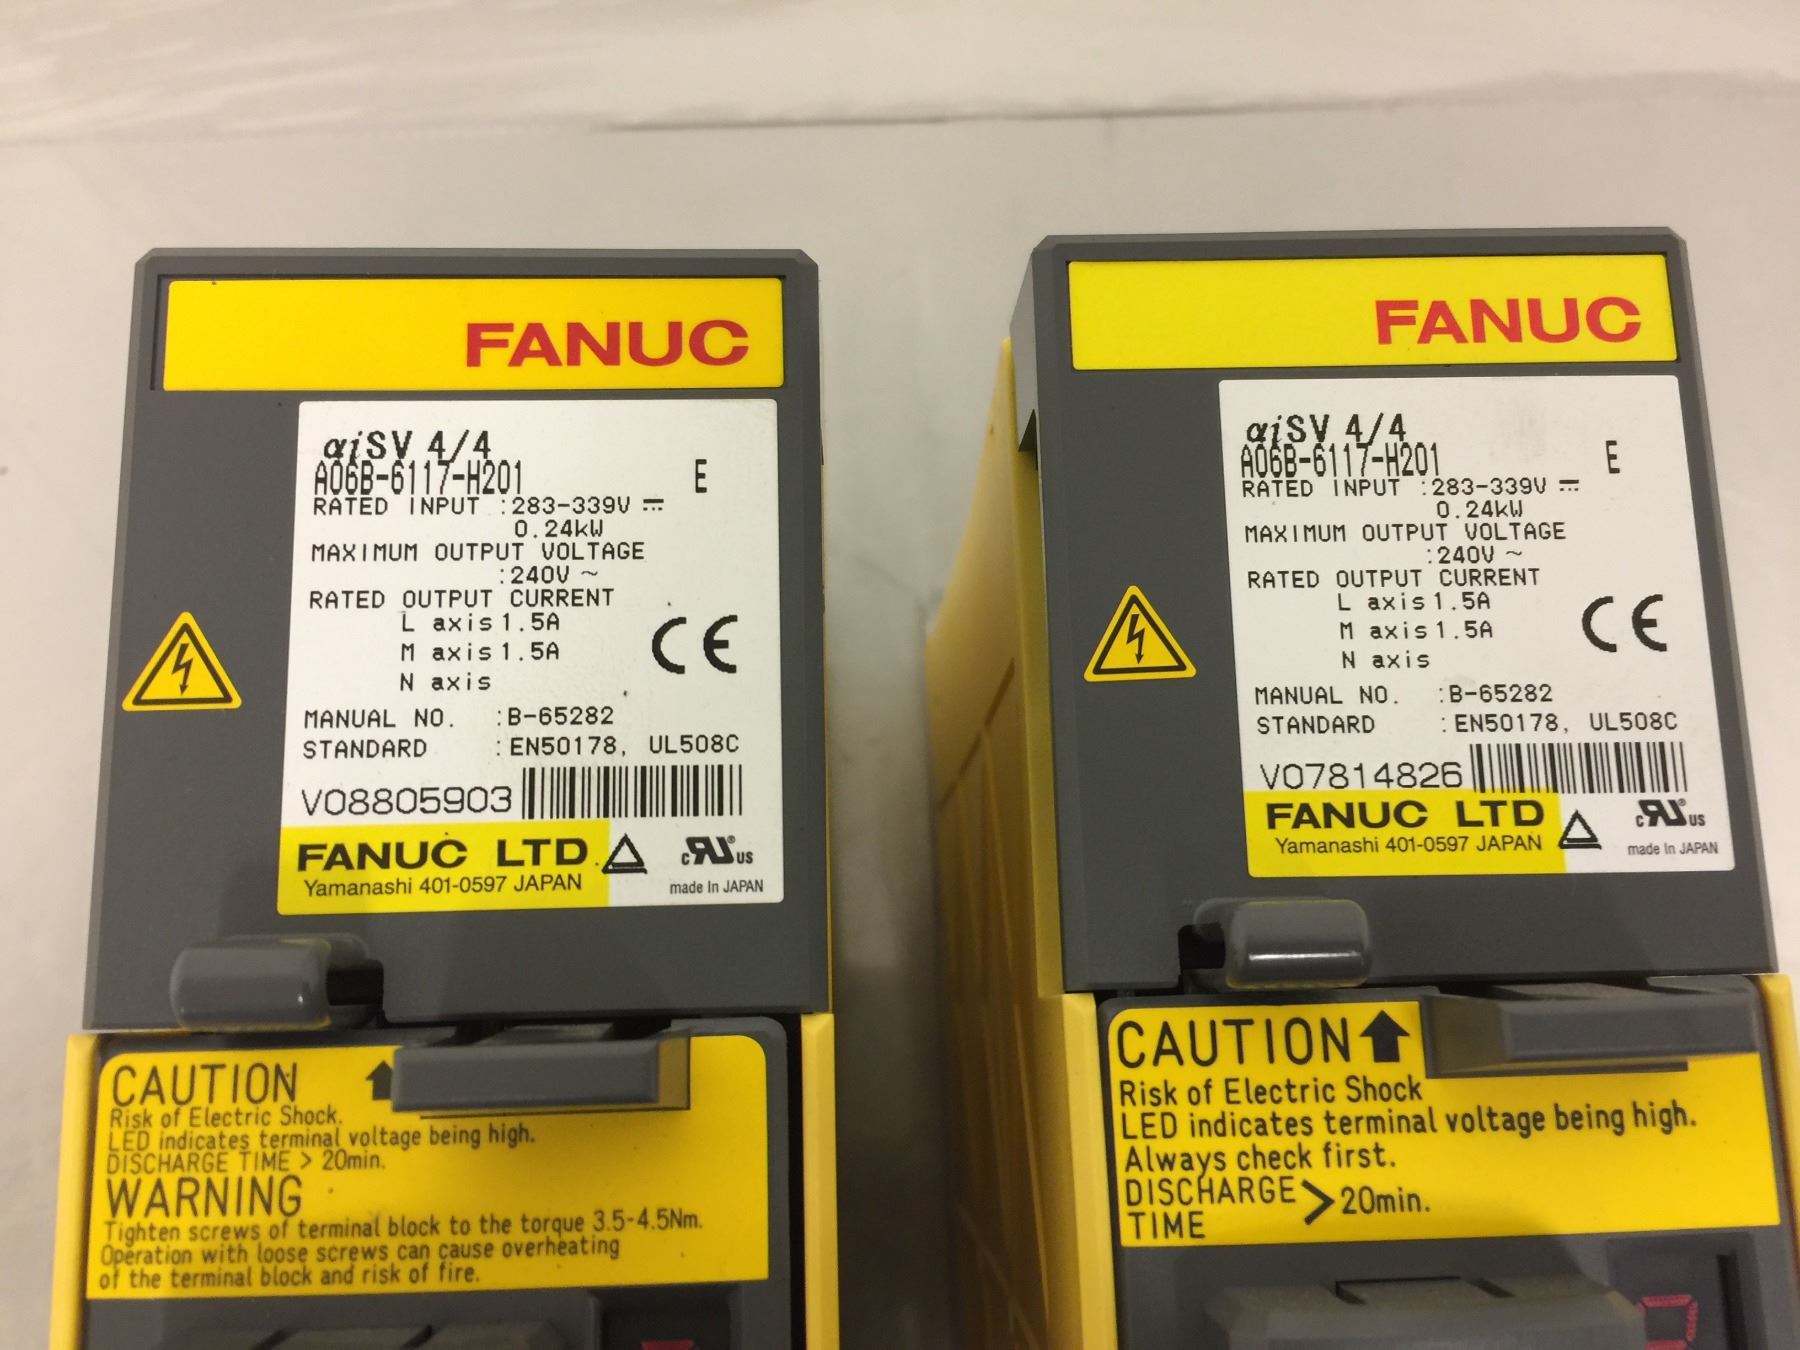 FANUC
αiSV 4/4
A06B-6117-H201 E
RATED INPUT :283-339V
0.24kW
MAXIMUM OUTPUT VOLTAGE
:240V ~
RATED OUTPUT CURRENT
L axis 1.5A
M axis 1.5A
N axis
MANUAL NO. :B-65282
STANDARD :EN50178, UL508C
V08805903
FANUC LTD
Yamanashi 401-0597 JAPAN
c RU US
made In JAPAN
CE
CAUTION
Risk of Electric Shock.
LED indicates terminal voltage being high.
DISCHARGE TIME > 20min.
WARNING
Tighten screws of terminal block to the torque 3.5-4.5Nm.
Operation with loose screws can cause overheating
of the terminal block and risk of fire.
FANUC
αiSV 4/4
A06B-6117-H201 E
RATED INPUT :283-339V
0.24kW
MAXIMUM OUTPUT VOLTAGE
:240V ~
RATED OUTPUT CURRENT
L axis 1.5A
M axis 1.5A
N axis
MANUAL NO. :B-65282
STANDARD :EN50178, UL508C
V07814826
FANUC LTD
Yamanashi 401-0597 JAPAN
c RU US
made In JAPAN
CE
CAUTION
Risk of Electric Shock
LED indicates terminal voltage being high.
Always check first.
DISCHARGE
TIME > 20min.